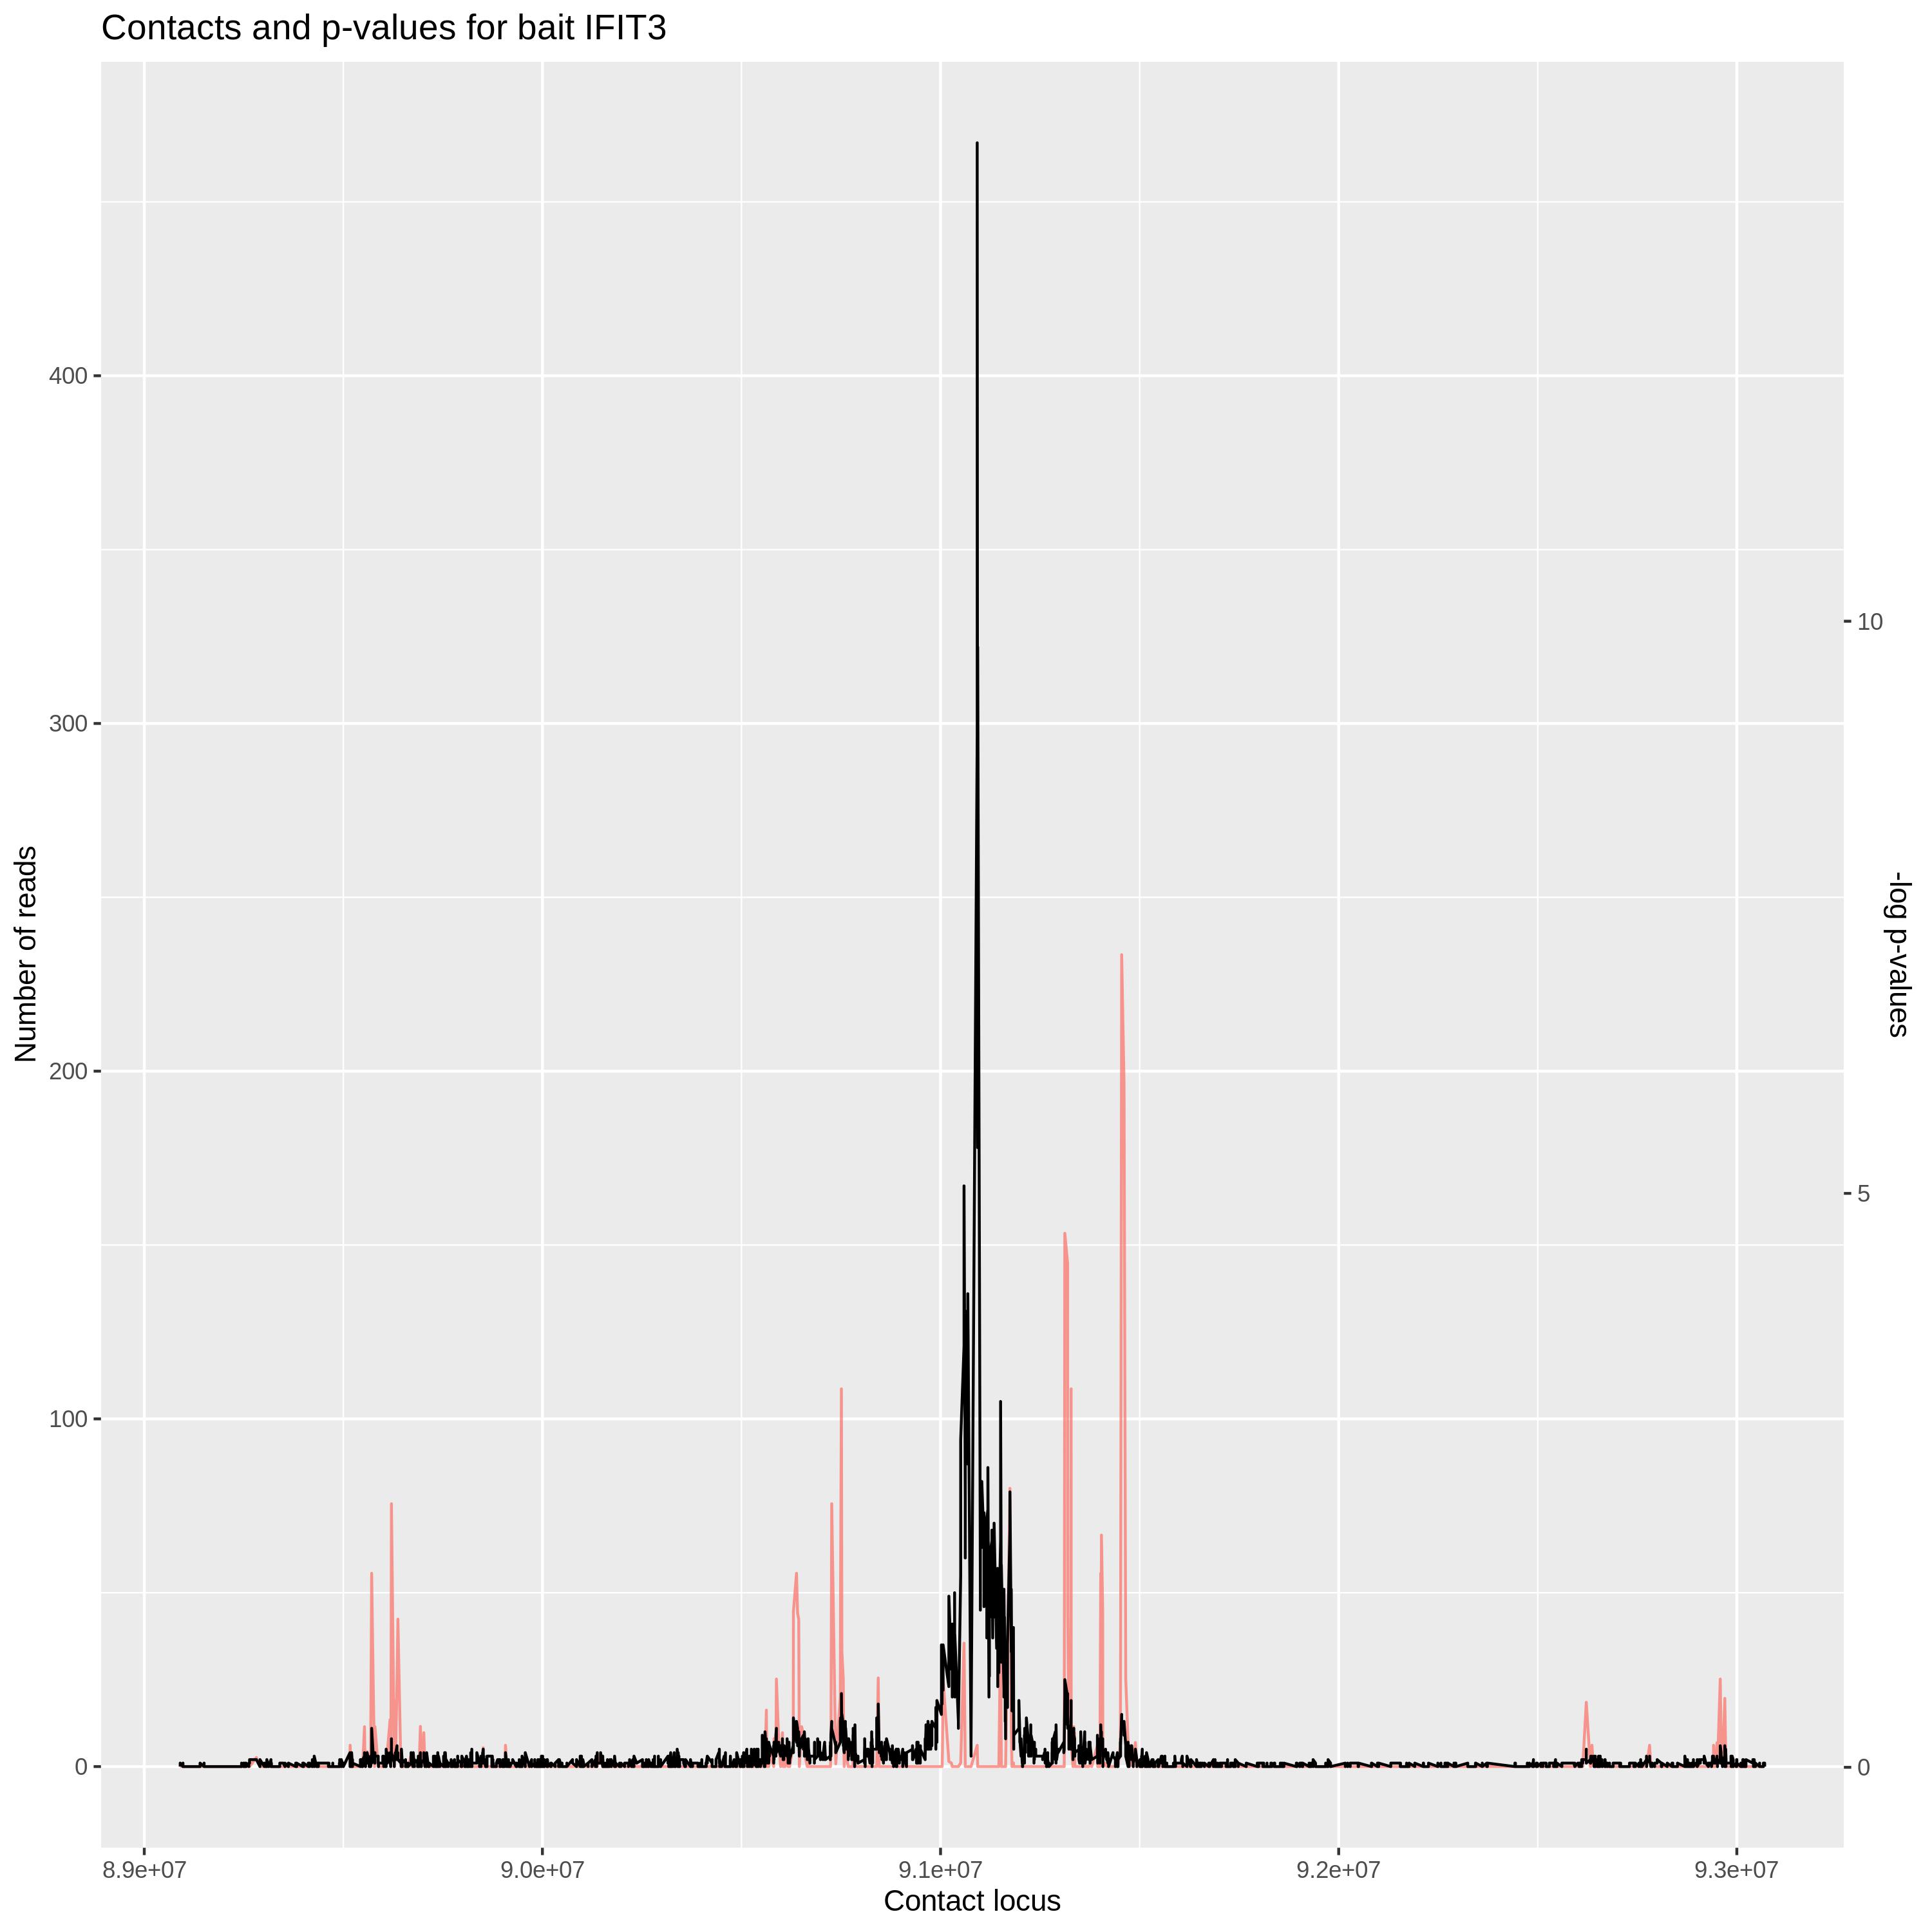 Contacts and p-values for bait IFIT3
Number of reads
400
300
200
100
0
10
5
0
-log p-values
8.9e+07
9.0e+07
9.1e+07
9.2e+07
9.3e+07
Contact locus